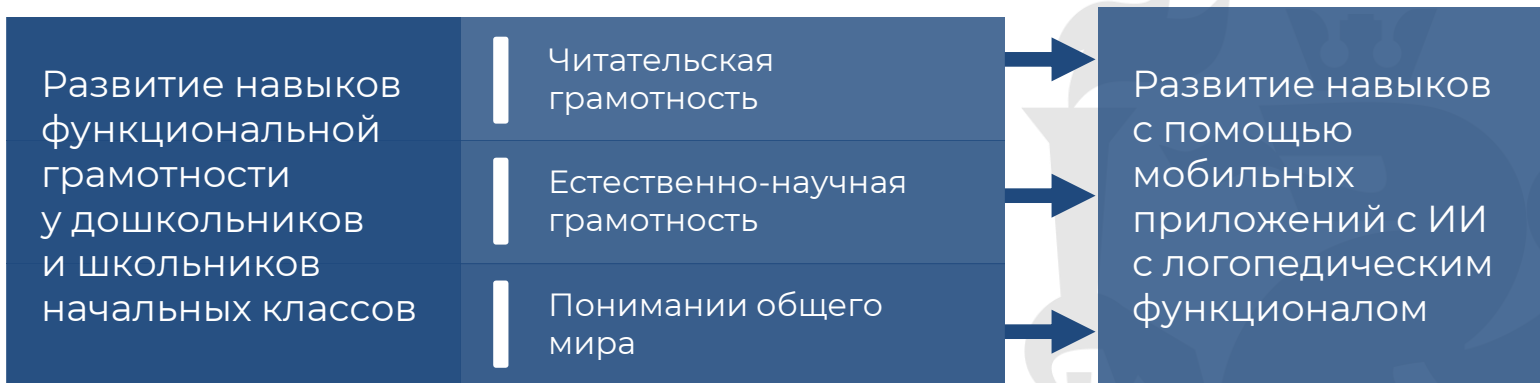 Развитие навыков
функциональной
грамотности
у дошкольников
и школьников
начальных классов
Читательская
грамотность
Естественно-научная
грамотность
Понимании общего
мира
Развитие навыков
с помощью
мобильных
приложений с ИИ
с логопедическим
функционалом